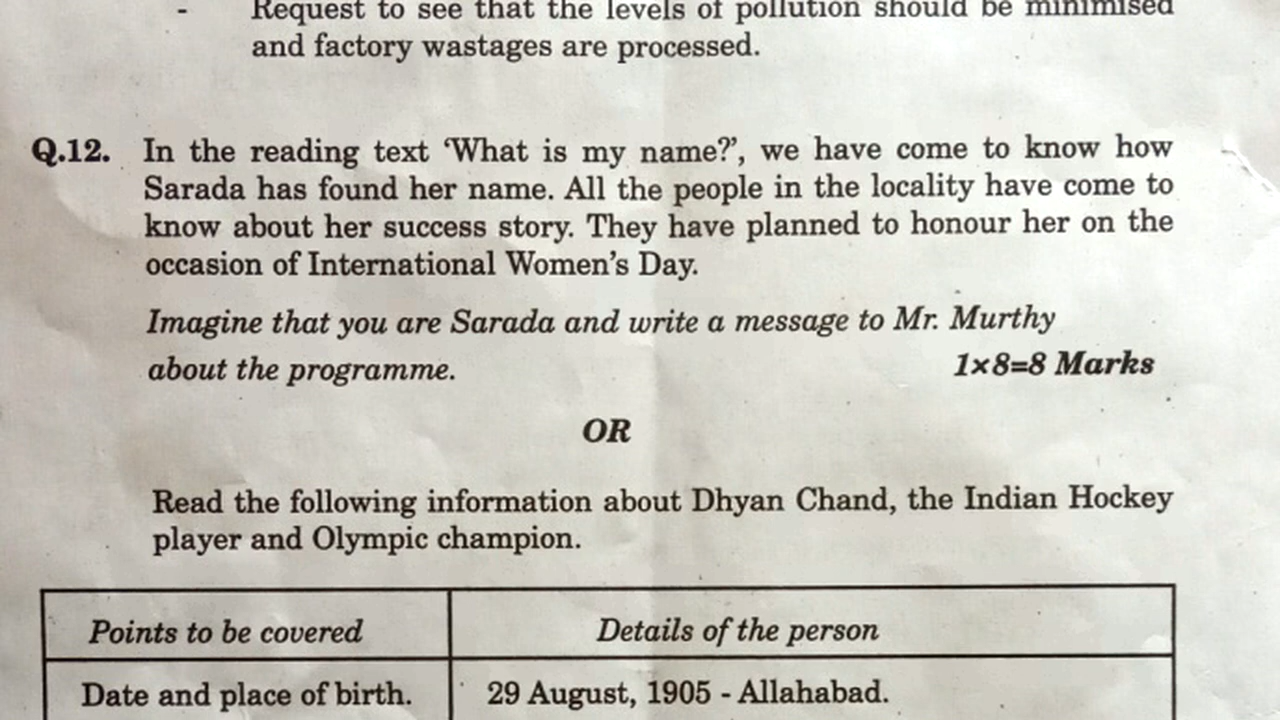 - Request to see that the levels of pollution should be minimised
and factory wastages are processed.
Q.12. In the reading text ‘What is my name?’, we have come to know how
Sarada has found her name. All the people in the locality have come to
know about her success story. They have planned to honour her on the
occasion of International Women’s Day.
Imagine that you are Sarada and write a message to Mr. Murthy
about the programme. 1×8=8 Marks
OR
Read the following information about Dhyan Chand, the Indian Hockey
player and Olympic champion.
Points to be covered Details of the person
Date and place of birth. 29 August, 1905 - Allahabad.